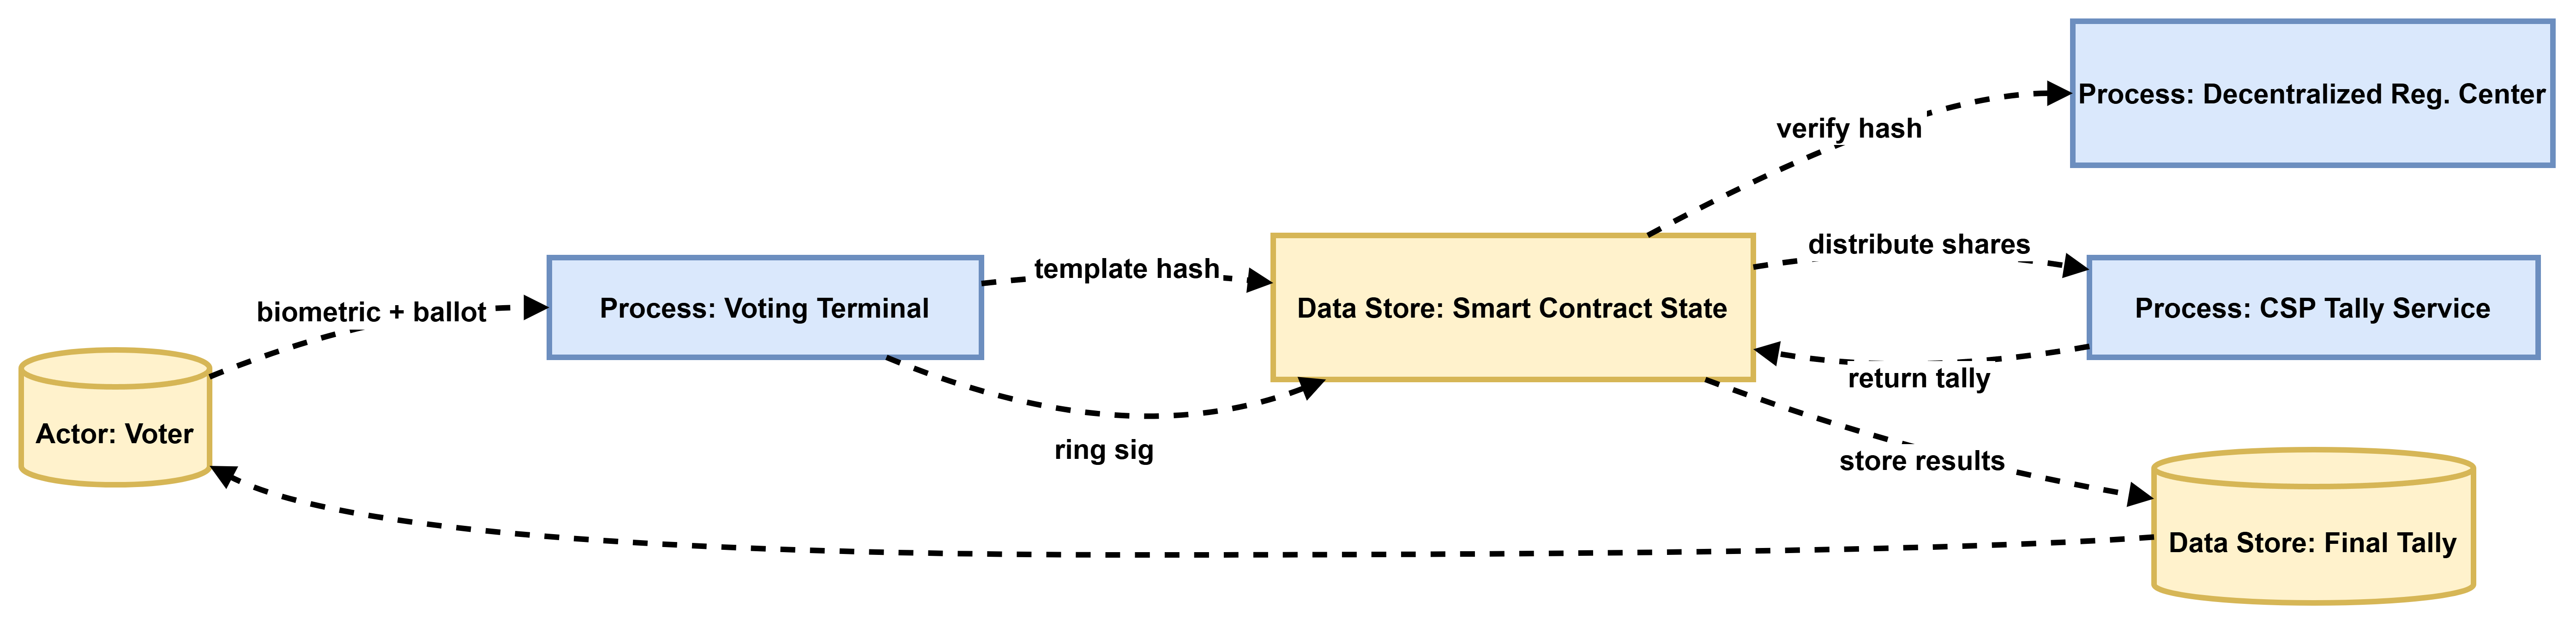 Process: Decentralized Reg. Center
verify hash
distribute shares
template hash
biometric + ballot
Process: Voting Terminal
Data Store: Smart Contract State
Process: CSP Tally Service
return tally
Actor: Voter
ring sig
store results
Data Store: Final Tally